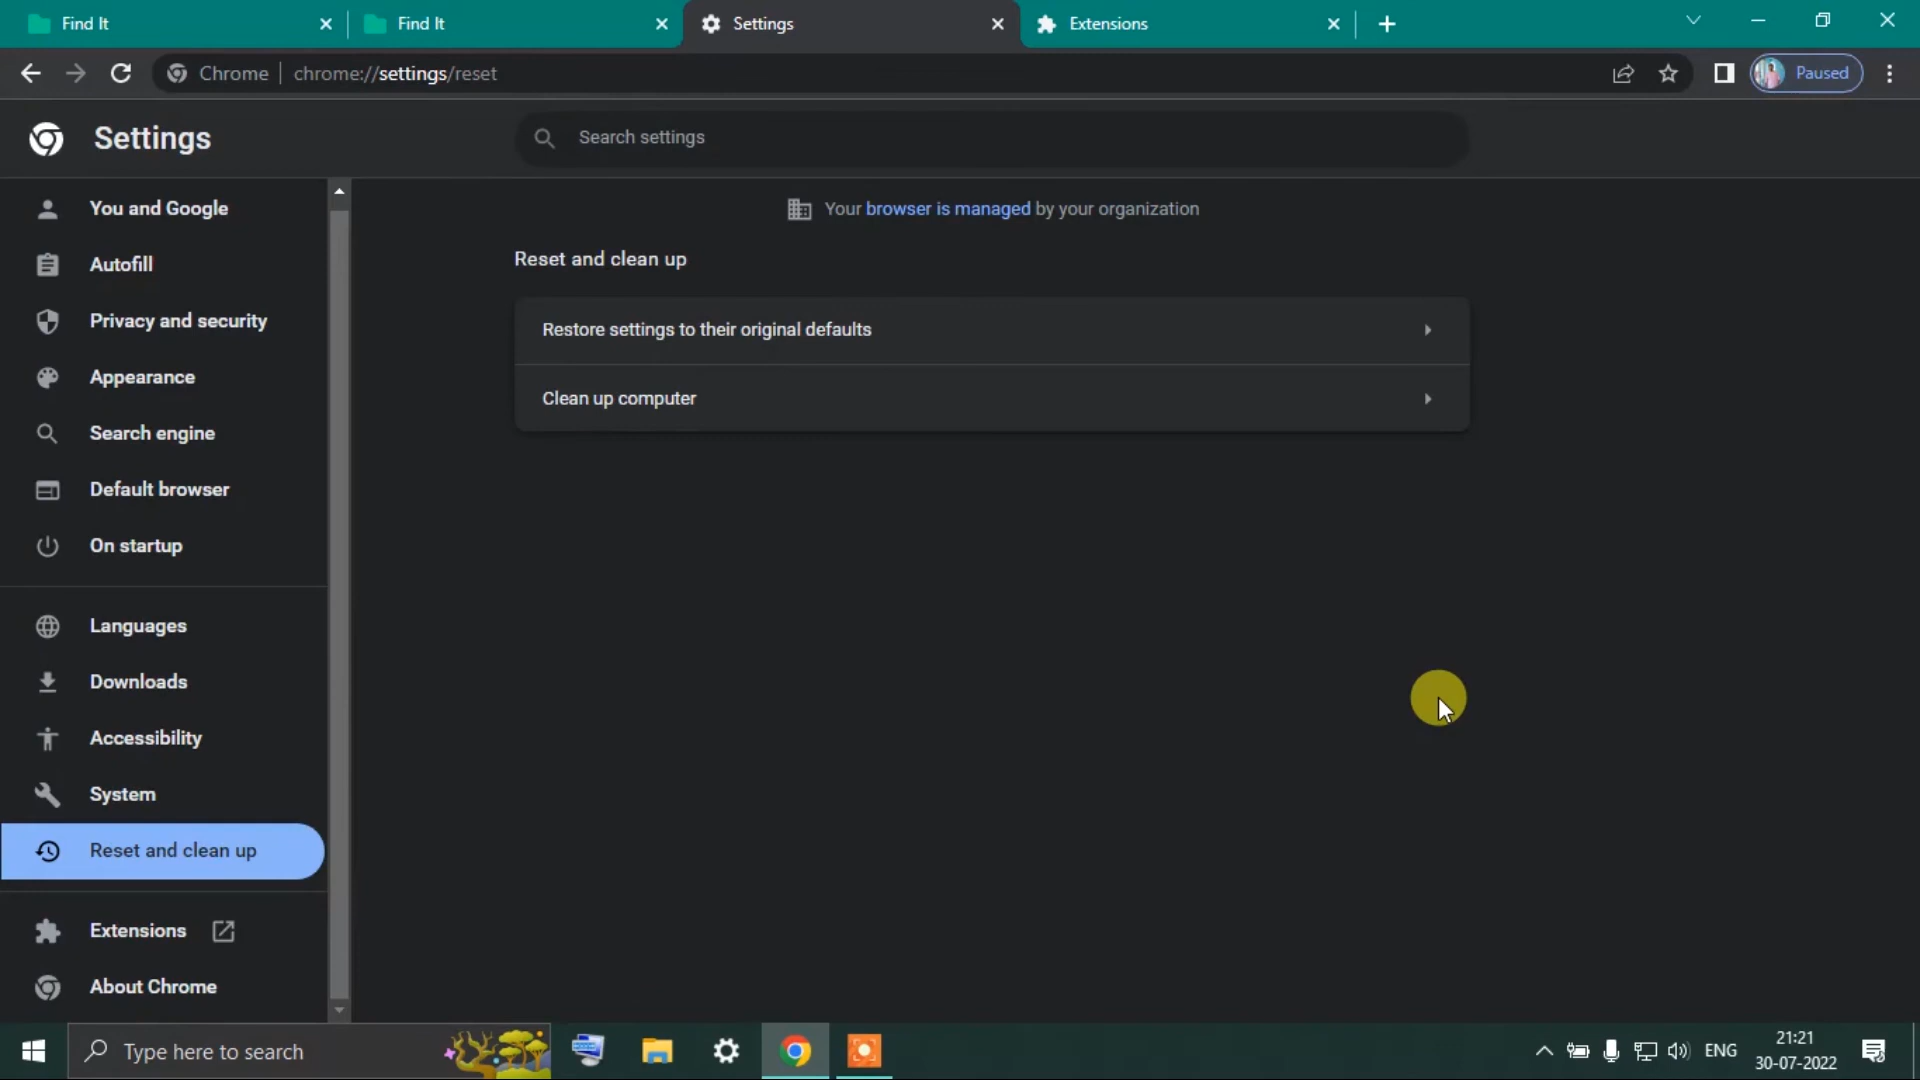 Find It
Find It
Settings
Extensions
Chrome
chrome://settings/reset
Paused
Settings
Search settings
You and Google
Autofill
Privacy and security
Appearance
Search engine
Default browser
On startup
Languages
Downloads
Accessibility
System
Reset and clean up
Extensions
About Chrome
Your browser is managed by your organization
Reset and clean up
Restore settings to their original defaults
Clean up computer
Type here to search
ENG
21:21
30-07-2022